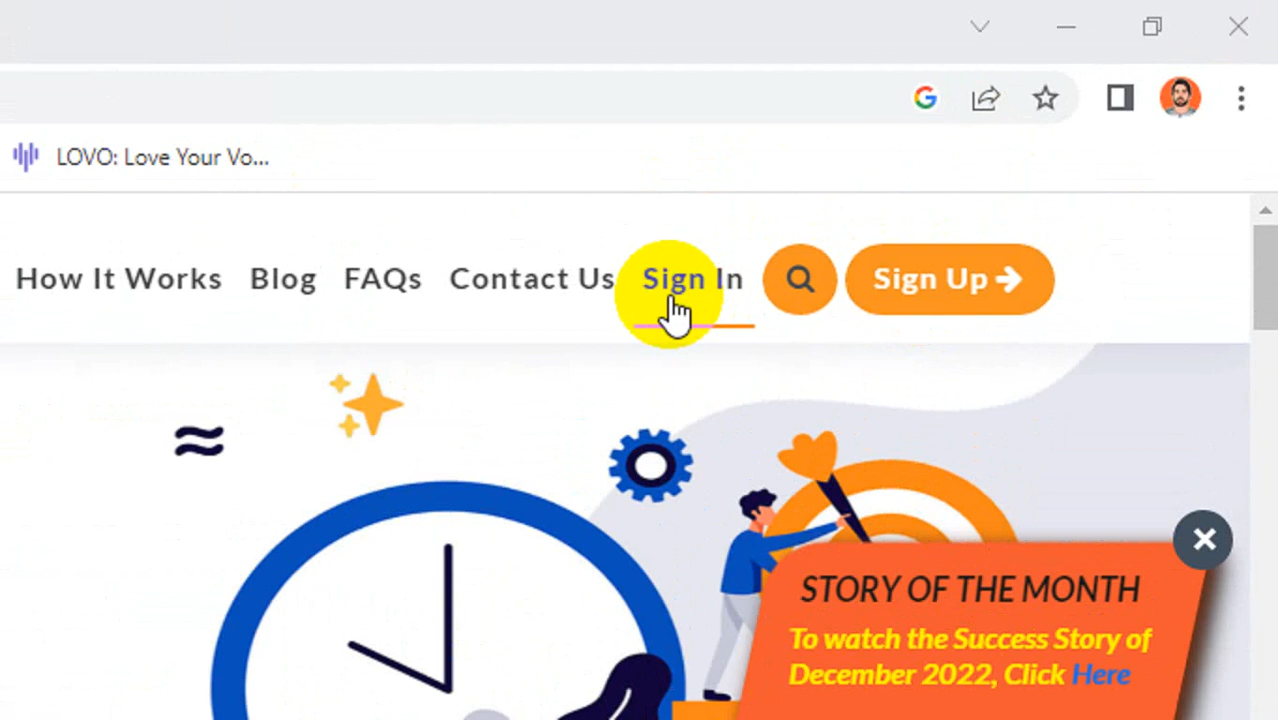 LOVO: Love Your Vo...
How It Works Blog FAQs Contact Us Sign In Sign Up
STORY OF THE MONTH
To watch the Success Story of
December 2022, Click Here